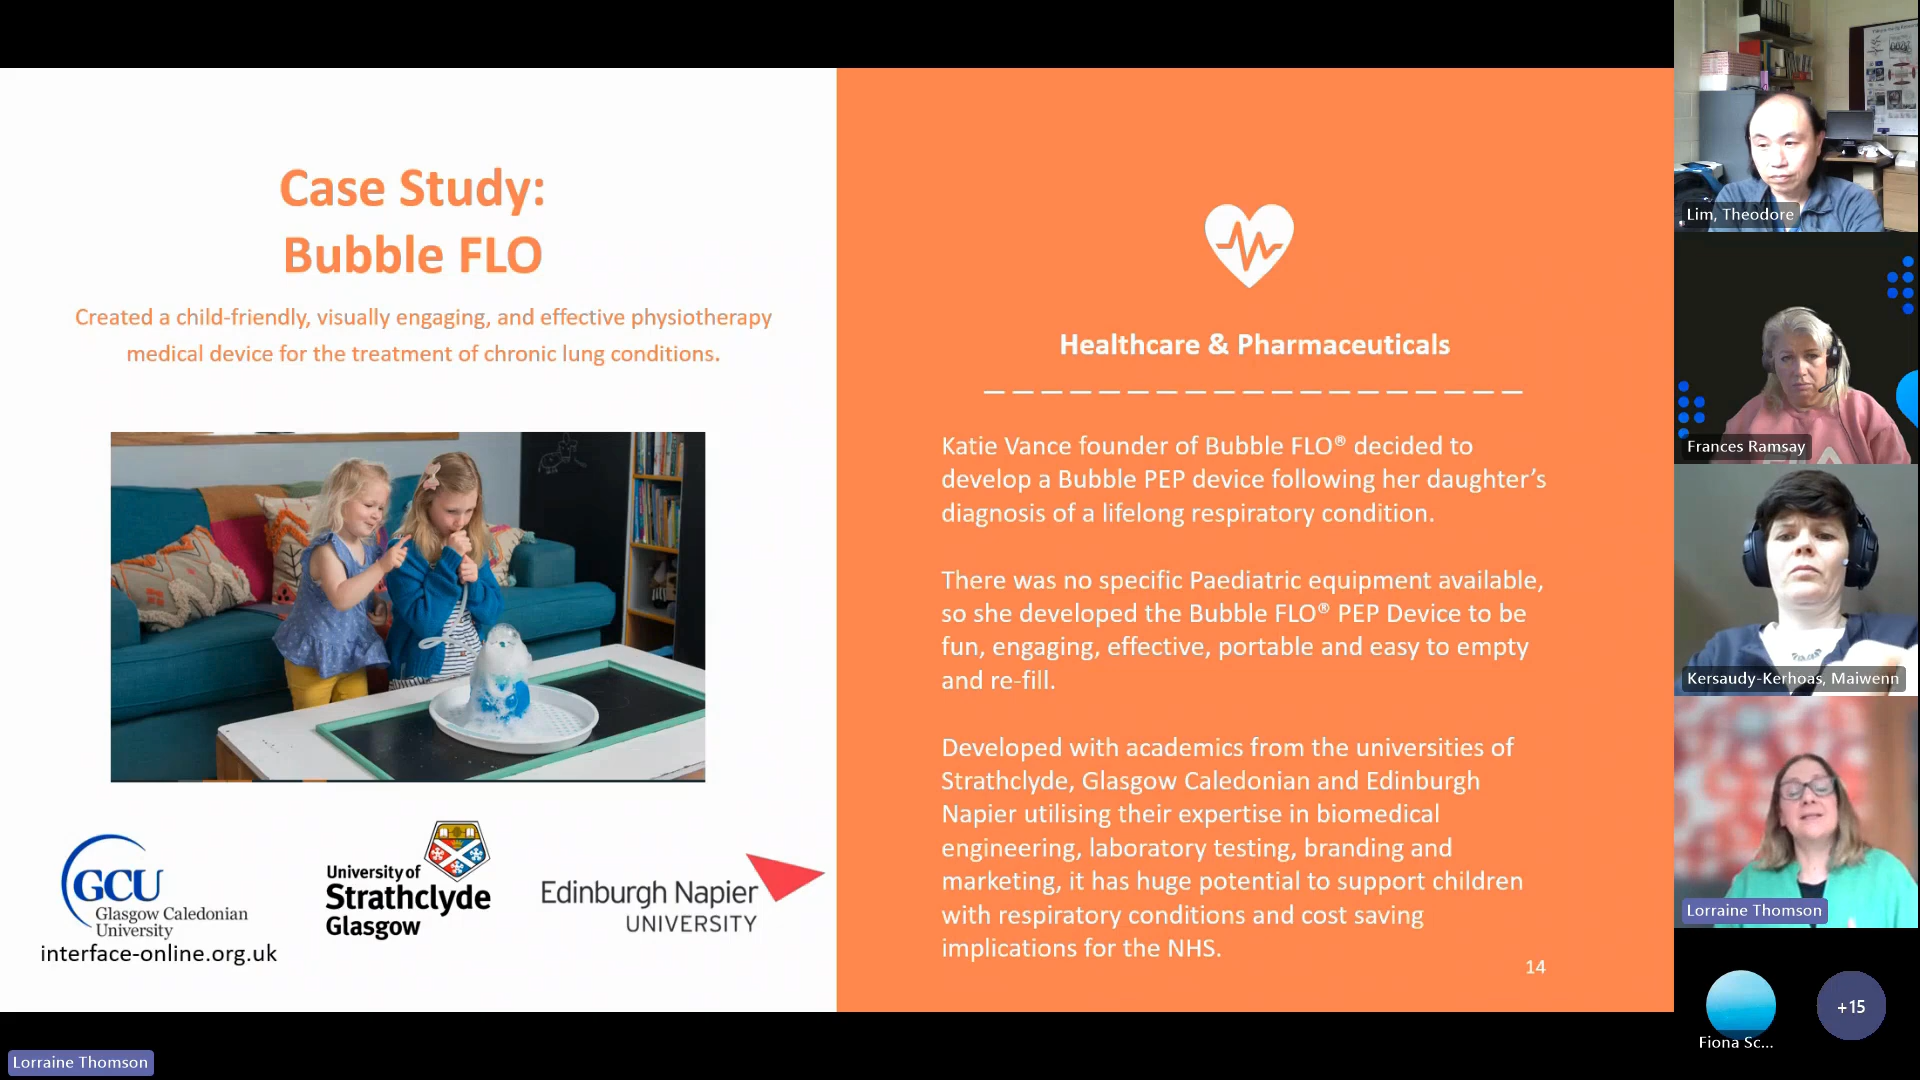 Case Study:
Bubble FLO
Created a child-friendly, visually engaging, and effective physiotherapy
medical device for the treatment of chronic lung conditions.
GCU
Glasgow Caledonian
University
interface-online.org.uk
University of
Strathclyde
Glasgow
Edinburgh Napier
UNIVERSITY
Healthcare & Pharmaceuticals
Katie Vance founder of Bubble FLO® decided to
develop a Bubble PEP device following her daughter’s
diagnosis of a lifelong respiratory condition.
There was no specific Paediatric equipment available,
so she developed the Bubble FLO® PEP Device to be
fun, engaging, effective, portable and easy to empty
and re-fill.
Developed with academics from the universities of
Strathclyde, Glasgow Caledonian and Edinburgh
Napier utilising their expertise in biomedical
engineering, laboratory testing, branding and
marketing, it has huge potential to support children
with respiratory conditions and cost saving
implications for the NHS.
14
Lim, Theodore
Frances Ramsay
Kersaudy-Kerhoas, Maiwenn
Lorraine Thomson
Fiona Sc...
+15
Lorraine Thomson